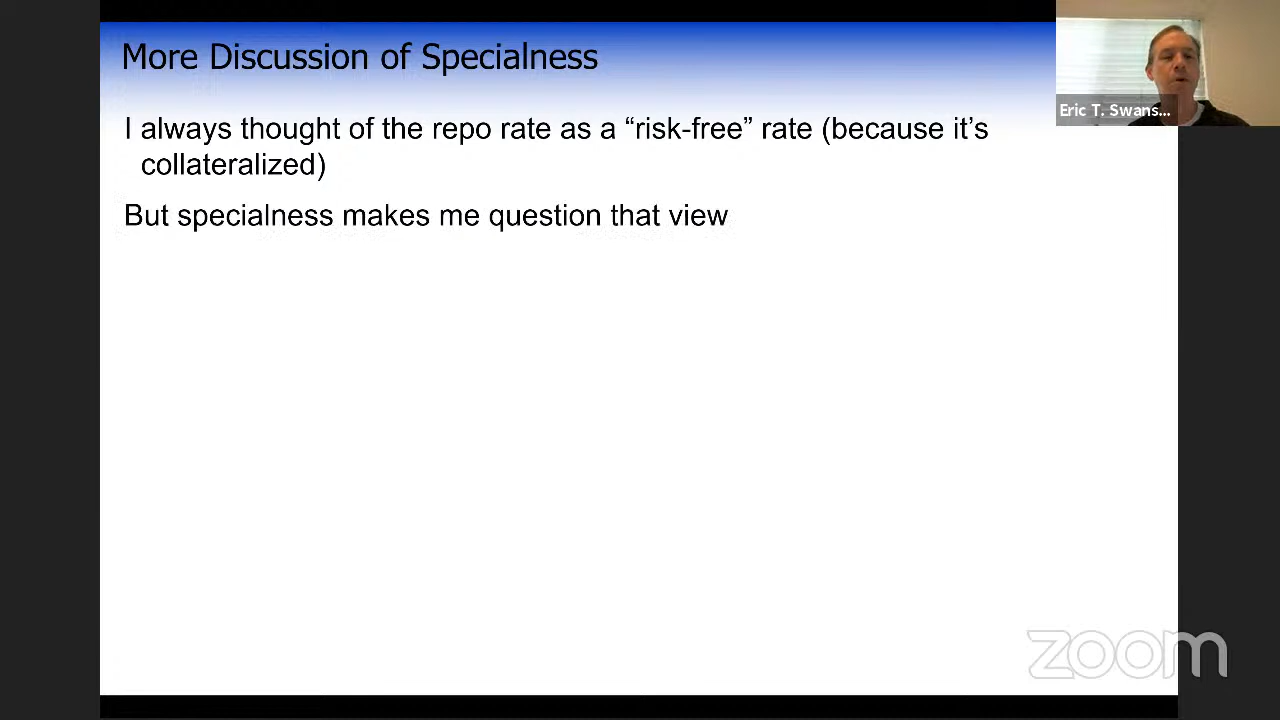 More Discussion of Specialness
Eric T. Swans...
I always thought of the repo rate as a “risk-free” rate (because it’s
collateralized)
But specialness makes me question that view
zoom